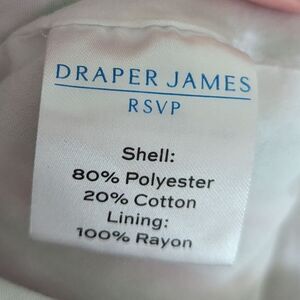 DRAPER JAMES
RSVP
Shell:
80% Polyester
20% Cotton
Lining:
100% Rayon